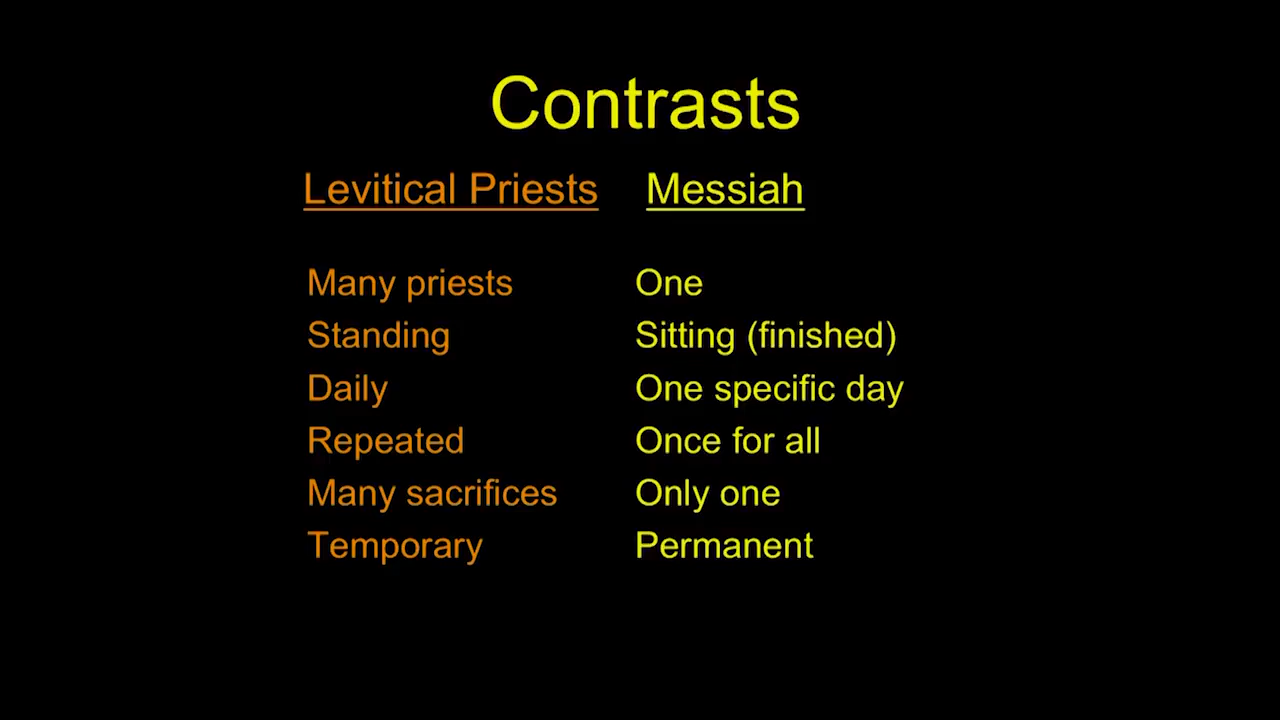 Contrasts
Levitical Priests Messiah
Many priests One
Standing Sitting (finished)
Daily One specific day
Repeated Once for all
Many sacrifices Only one
Temporary Permanent